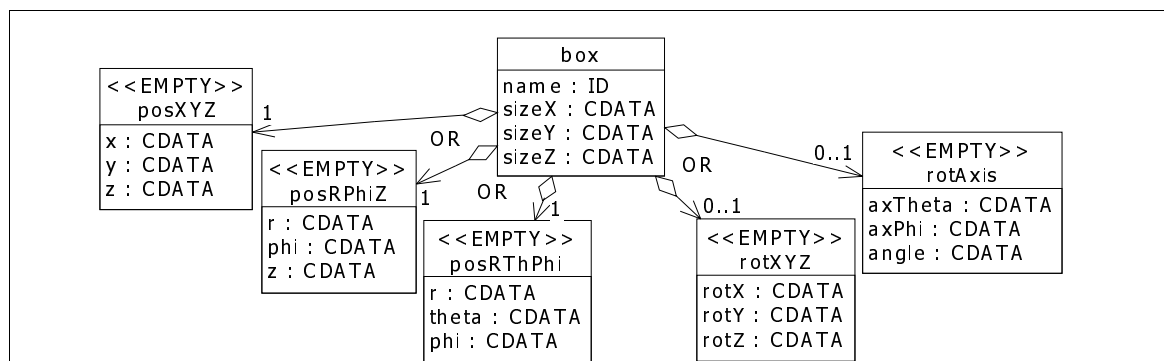 box
name : ID
sizeX : CDATA
sizeY : CDATA
sizeZ : CDATA
<<EMPTY>>
posXYZ
x : CDATA
y : CDATA
z : CDATA
1
OR
<<EMPTY>>
posRPhiZ
r : CDATA
phi : CDATA
z : CDATA
1
OR
<<EMPTY>>
posRThPhi
r : CDATA
theta : CDATA
phi : CDATA
1
<<EMPTY>>
rotXYZ
rotX : CDATA
rotY : CDATA
rotZ : CDATA
0..1
OR
<<EMPTY>>
rotAxis
axTheta : CDATA
axPhi : CDATA
angle : CDATA
0..1